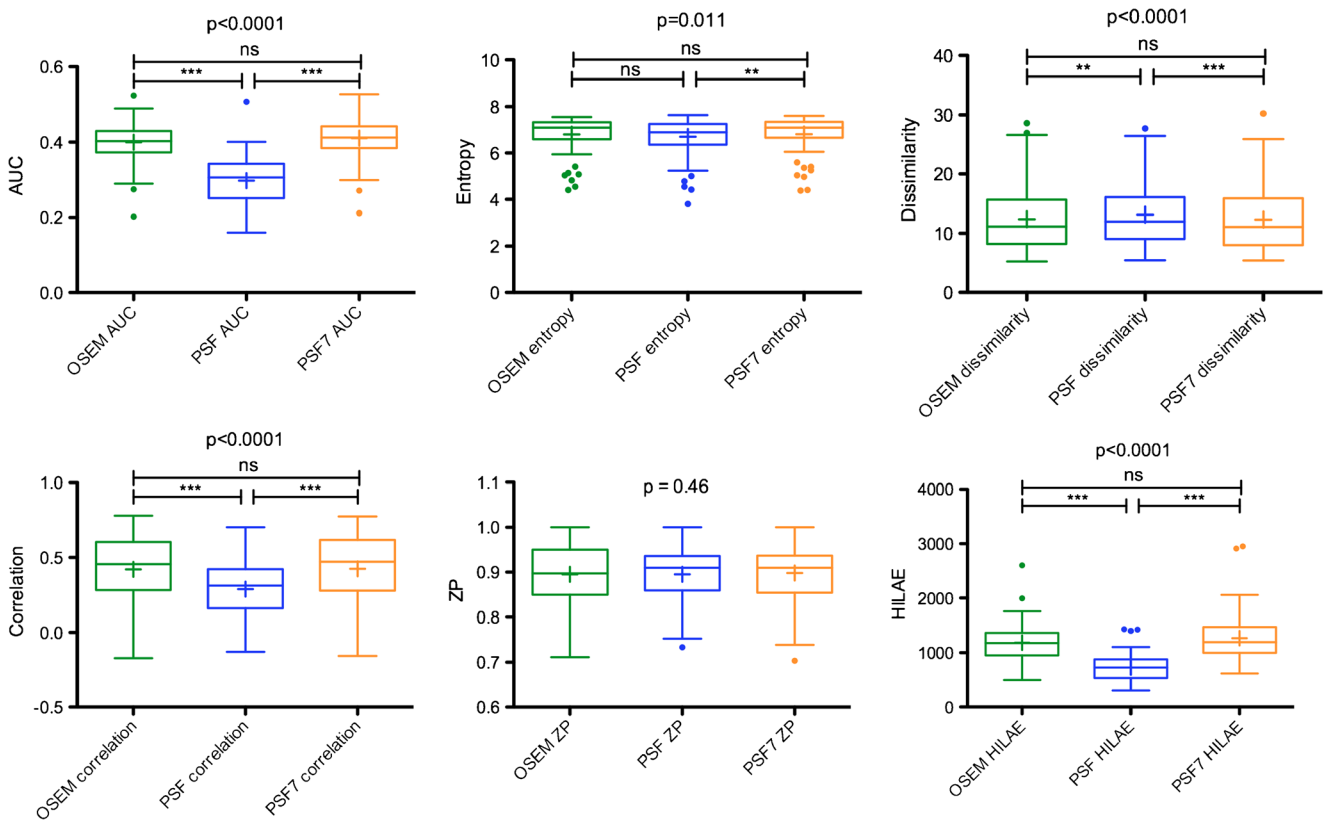 p<0.0001
ns
*** ***
AUC
0.6
0.4
0.2
0.0
OSEM AUC
PSF AUC
PSF7 AUC
p=0.011
ns
ns **
Entropy
10
8
6
4
2
0
OSEM entropy
PSF entropy
PSF7 entropy
p<0.0001
ns
** ***
Dissimilarity
40
30
20
10
0
OSEM dissimilarity
PSF dissimilarity
PSF7 dissimilarity
p<0.0001
ns
*** ***
Correlation
1.0
0.5
0.0
-0.5
OSEM correlation
PSF correlation
PSF7 correlation
p = 0.46
ZP
1.1
1.0
0.9
0.8
0.7
0.6
OSEM ZP
PSF ZP
PSF7 ZP
p<0.0001
ns
*** ***
HILAE
4000
3000
2000
1000
0
OSEM HILAE
PSF HILAE
PSF7 HILAE